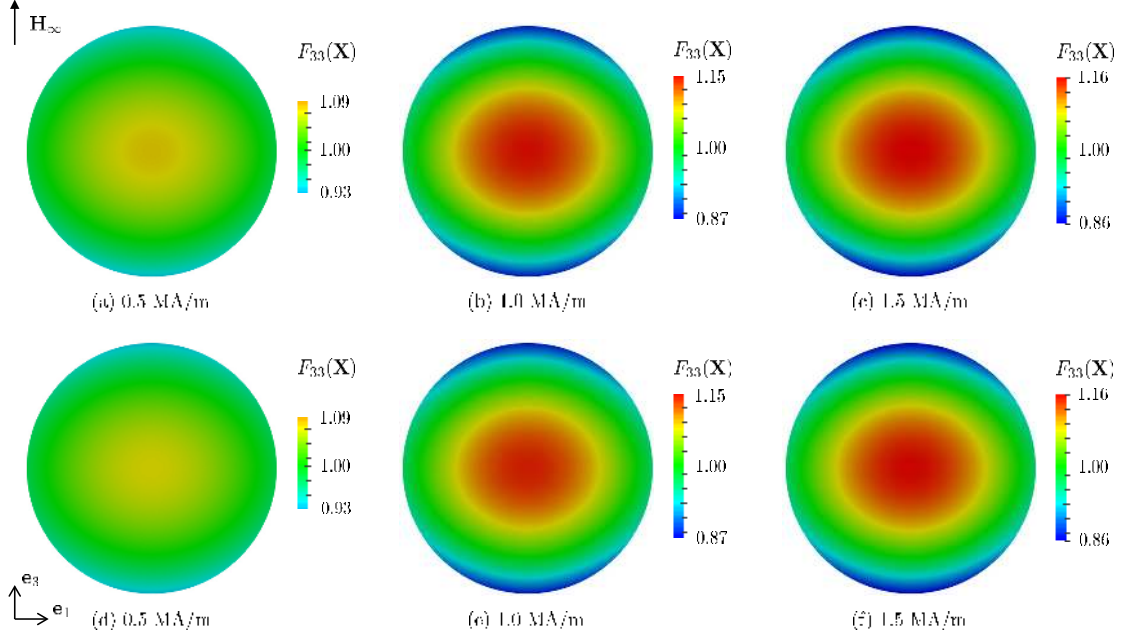 H∞
F33(X)
1.09
1.00
0.93
(a) 0.5 MA/m
F33(X)
1.15
1.00
0.87
(b) 1.0 MA/m
F33(X)
1.16
1.00
0.86
(c) 1.5 MA/m
F33(X)
1.09
1.00
0.93
(d) 0.5 MA/m
F33(X)
1.15
1.00
0.87
(e) 1.0 MA/m
F33(X)
1.16
1.00
0.86
(f) 1.5 MA/m
e3
e1